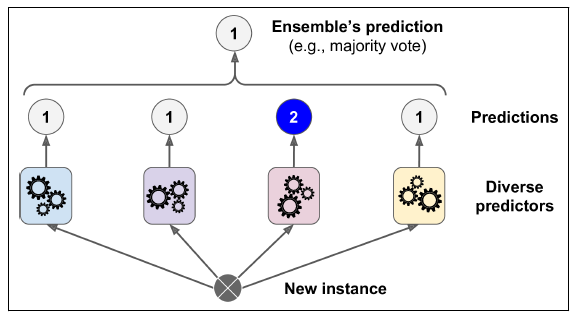 1
Ensemble's prediction
(e.g., majority vote)
1
1
2
1
Predictions
Diverse
predictors
New instance